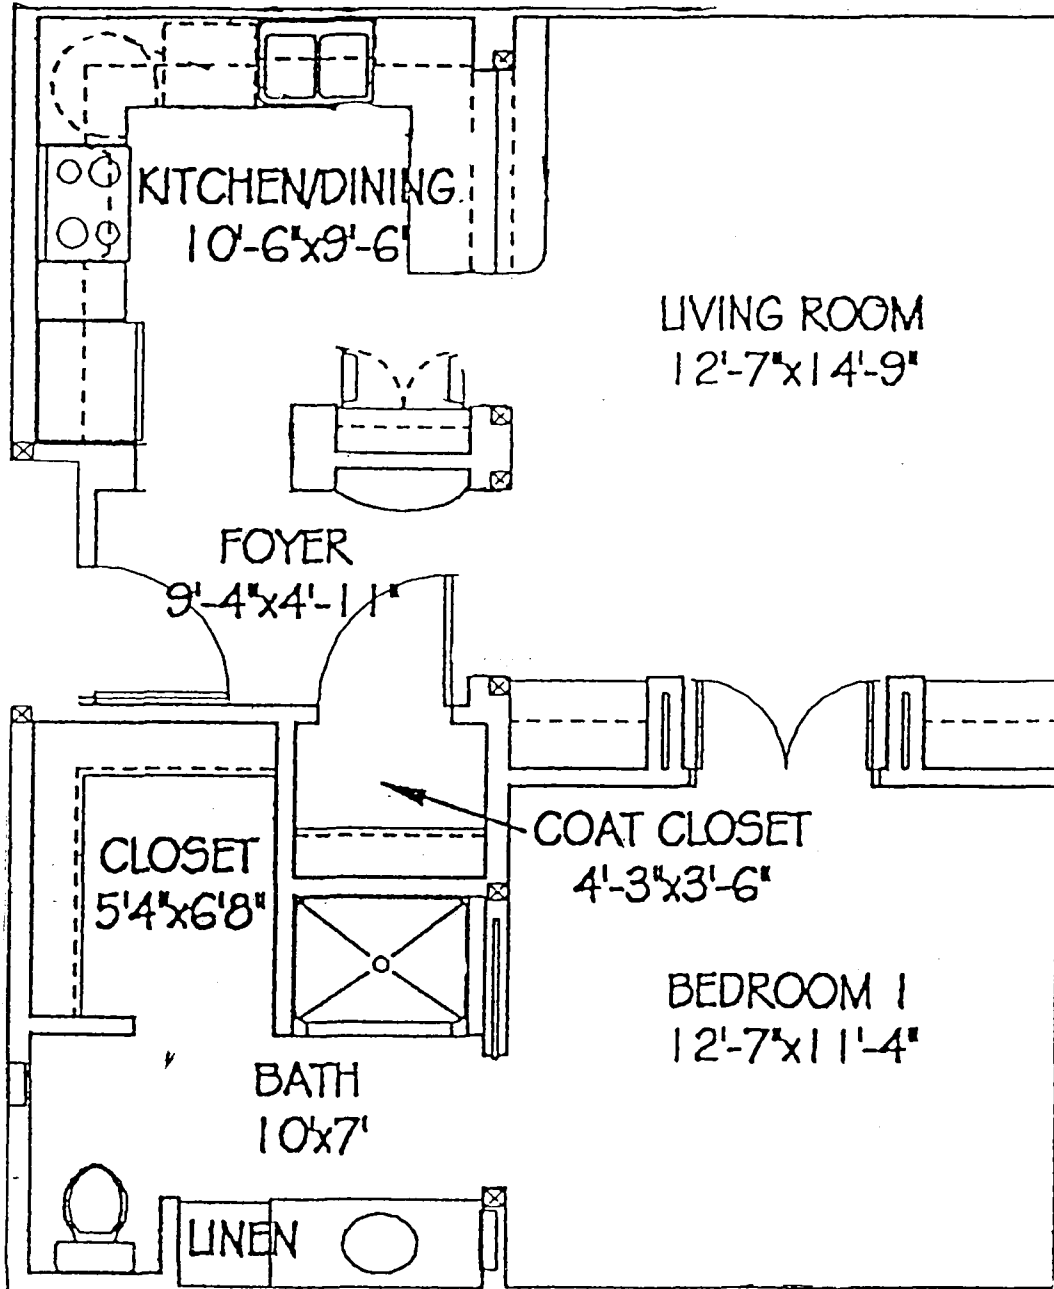 KITCHEN/DINING
10'-6"x9'-6"
LIVING ROOM
12'-7"x14'-9"
FOYER
9'-4"x4'-11"
COAT CLOSET
4'-3"x3'-6"
CLOSET
5'4"x6'8"
BEDROOM 1
12'-7"x11'-4"
BATH
10'x7'
LINEN